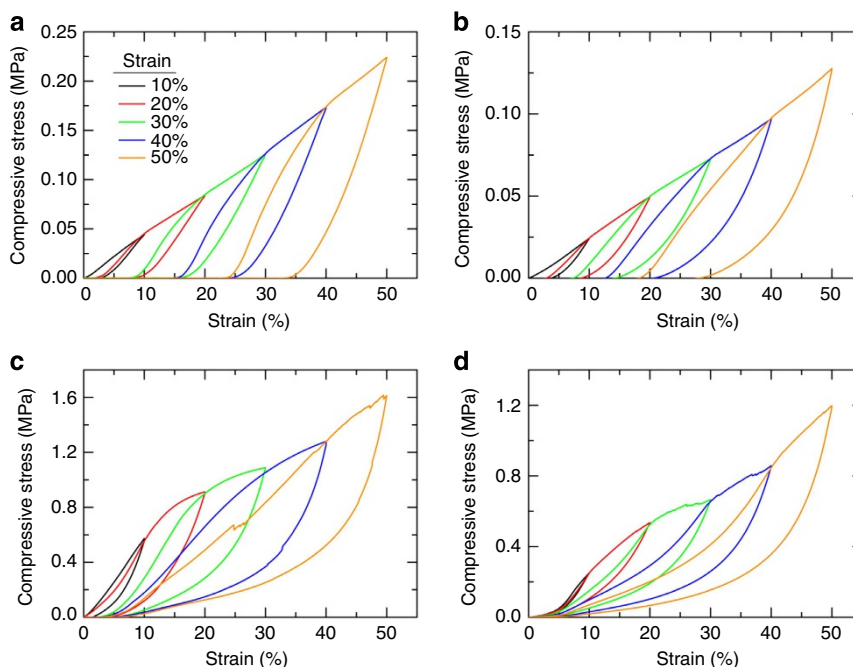 a
0.25
0.20
0.15
0.10
0.05
0.00
Compressive stress (MPa)
Strain
10%
20%
30%
40%
50%
0 10 20 30 40 50
Strain (%)
b
0.15
0.10
0.05
0.00
Compressive stress (MPa)
0 10 20 30 40 50
Strain (%)
c
1.6
1.2
0.8
0.4
0.0
Compressive stress (MPa)
0 10 20 30 40 50
Strain (%)
d
1.2
0.8
0.4
0.0
Compressive stress (MPa)
0 10 20 30 40 50
Strain (%)